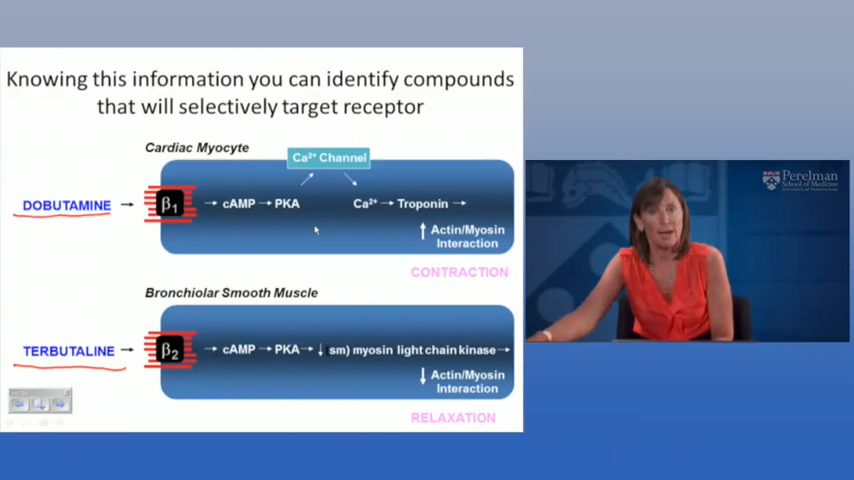 Knowing this information you can identify compounds
that will selectively target receptor
Cardiac Myocyte
Ca²⁺ Channel
DOBUTAMINE → β₁ → cAMP → PKA Ca²⁺ → Troponin →
↑ Actin/Myosin
Interaction
CONTRACTION
Bronchiolar Smooth Muscle
TERBUTALINE → β₂ → cAMP → PKA → ↓ (sm) myosin light chain kinase →
↓ Actin/Myosin
Interaction
RELAXATION
Perelman
School of Medicine